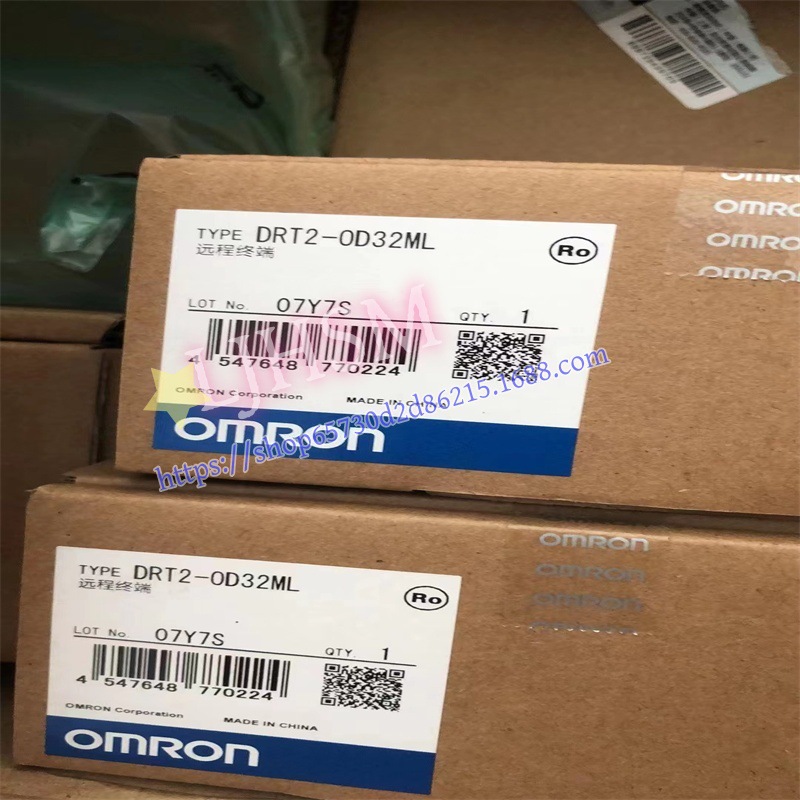 OMRON
OMRON
OMRON
TYPE DRT2-OD32ML
远程终端
Ro
LOT No. 07Y7S
QTY. 1
4 547648 770224
LJHSM
OMRON Corporation
MADE IN CHINA
OMRON
https://shop65730d2d86215.1688.com
OMRON
OMRON
OMRON
TYPE DRT2-OD32ML
远程终端
Ro
LOT No. 07Y7S
QTY. 1
4 547648 770224
OMRON Corporation
MADE IN CHINA
OMRON